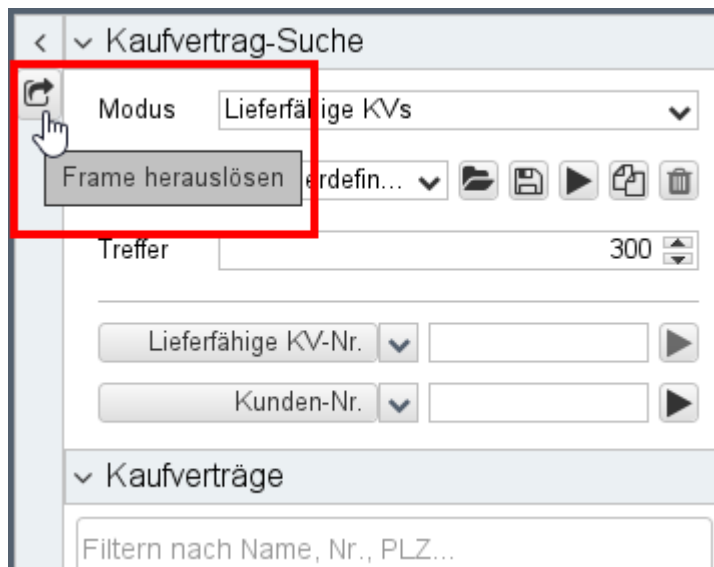 Kaufvertrag-Suche
Modus Lieferfähige KVs
Frame herauslösen erdefin...
Treffer 300
Lieferfähige KV-Nr.
Kunden-Nr.
Kaufverträge
Filtern nach Name, Nr., PLZ...